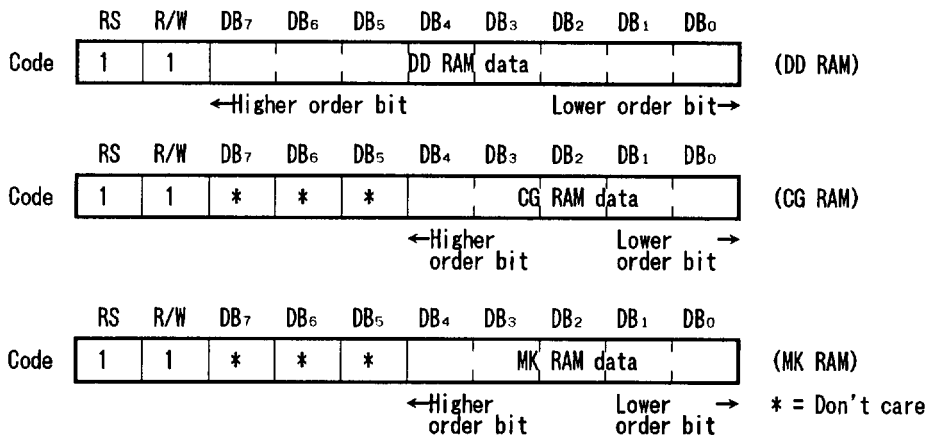 RS R/W DB7 DB6 DB5 DB4 DB3 DB2 DB1 DB0
Code 1 1 DD RAM data (DD RAM)
←Higher order bit Lower order bit→
RS R/W DB7 DB6 DB5 DB4 DB3 DB2 DB1 DB0
Code 1 1 * * * CG RAM data (CG RAM)
←Higher Lower →
order bit order bit
RS R/W DB7 DB6 DB5 DB4 DB3 DB2 DB1 DB0
Code 1 1 * * * MK RAM data (MK RAM)
←Higher Lower → * = Don't care
order bit order bit